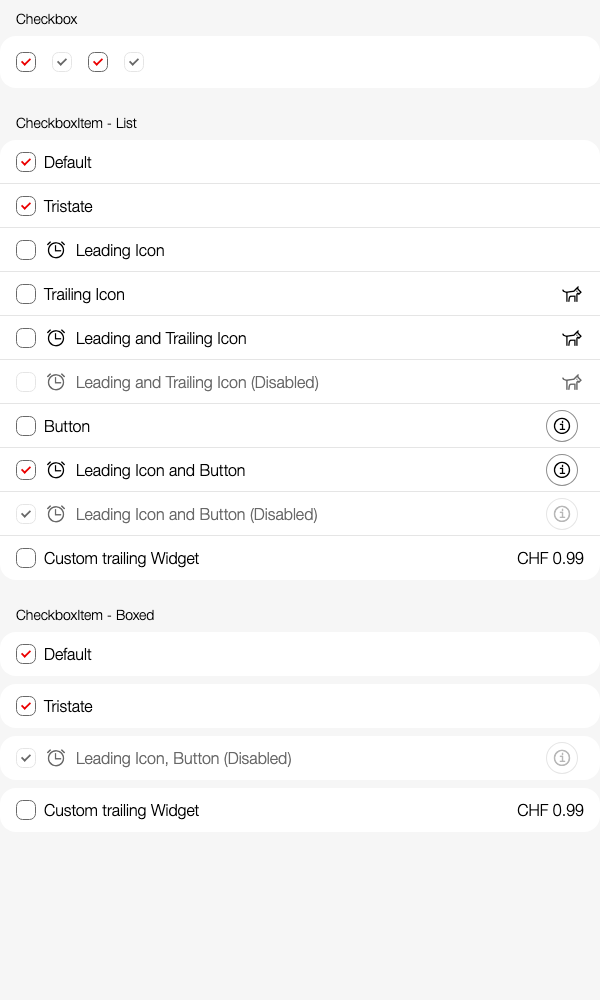 Checkbox
CheckboxItem - List
Default
Tristate
Leading Icon
Trailing Icon
Leading and Trailing Icon
Leading and Trailing Icon (Disabled)
Button
Leading Icon and Button
Leading Icon and Button (Disabled)
Custom trailing Widget CHF 0.99
CheckboxItem - Boxed
Default
Tristate
Leading Icon, Button (Disabled)
Custom trailing Widget CHF 0.99